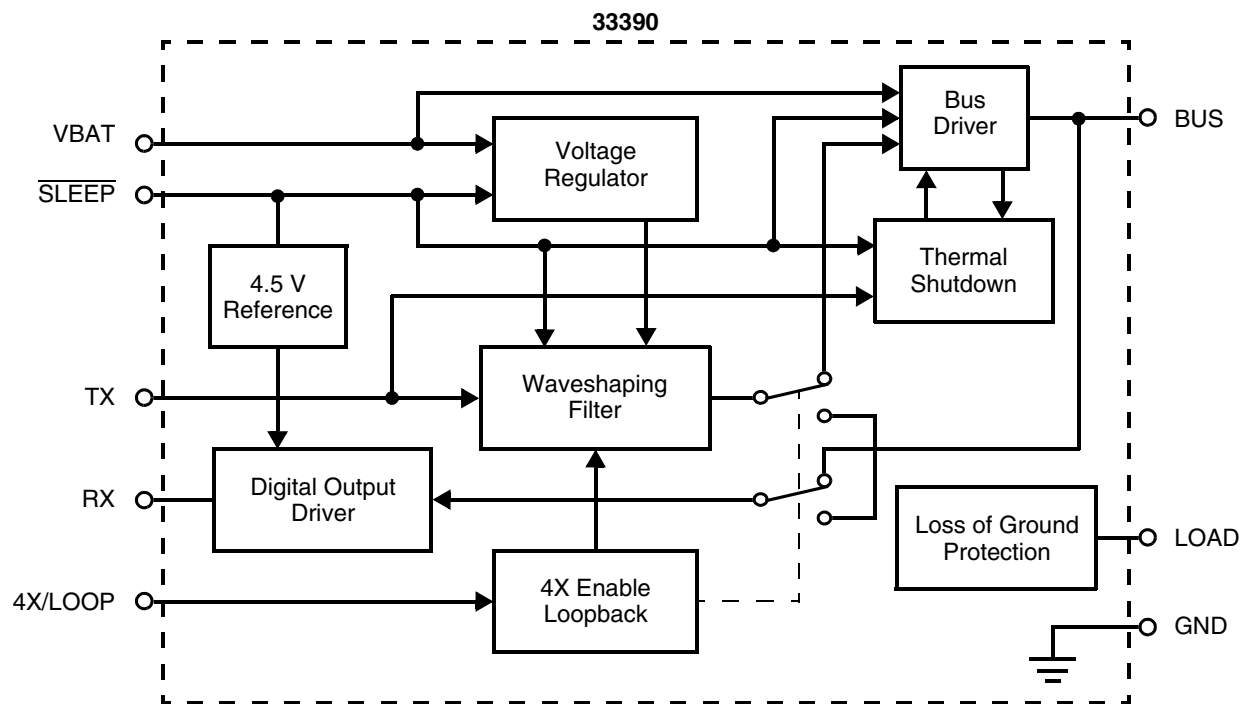 33390
VBAT
SLEEP
TX
RX
4X/LOOP
Voltage
Regulator
4.5 V
Reference
Waveshaping
Filter
Digital Output
Driver
4X Enable
Loopback
Bus
Driver
Thermal
Shutdown
Loss of Ground
Protection
BUS
LOAD
GND